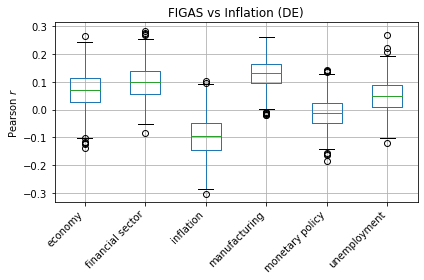 FIGAS vs Inflation (DE)
Pearson r
0.3
0.2
0.1
0.0
−0.1
−0.2
−0.3
economy
financial sector
inflation
manufacturing
monetary policy
unemployment